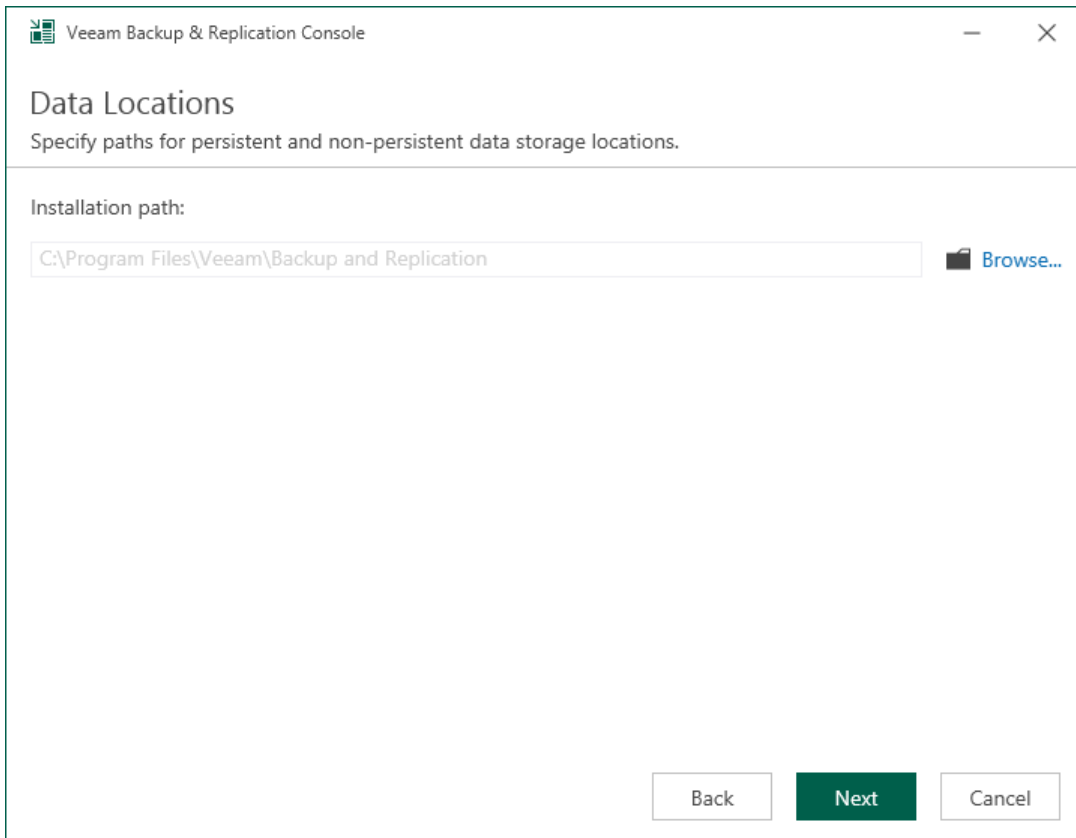 Veeam Backup & Replication Console
Data Locations
Specify paths for persistent and non-persistent data storage locations.
Installation path:
C:\Program Files\Veeam\Backup and Replication
Browse...
Back
Next
Cancel